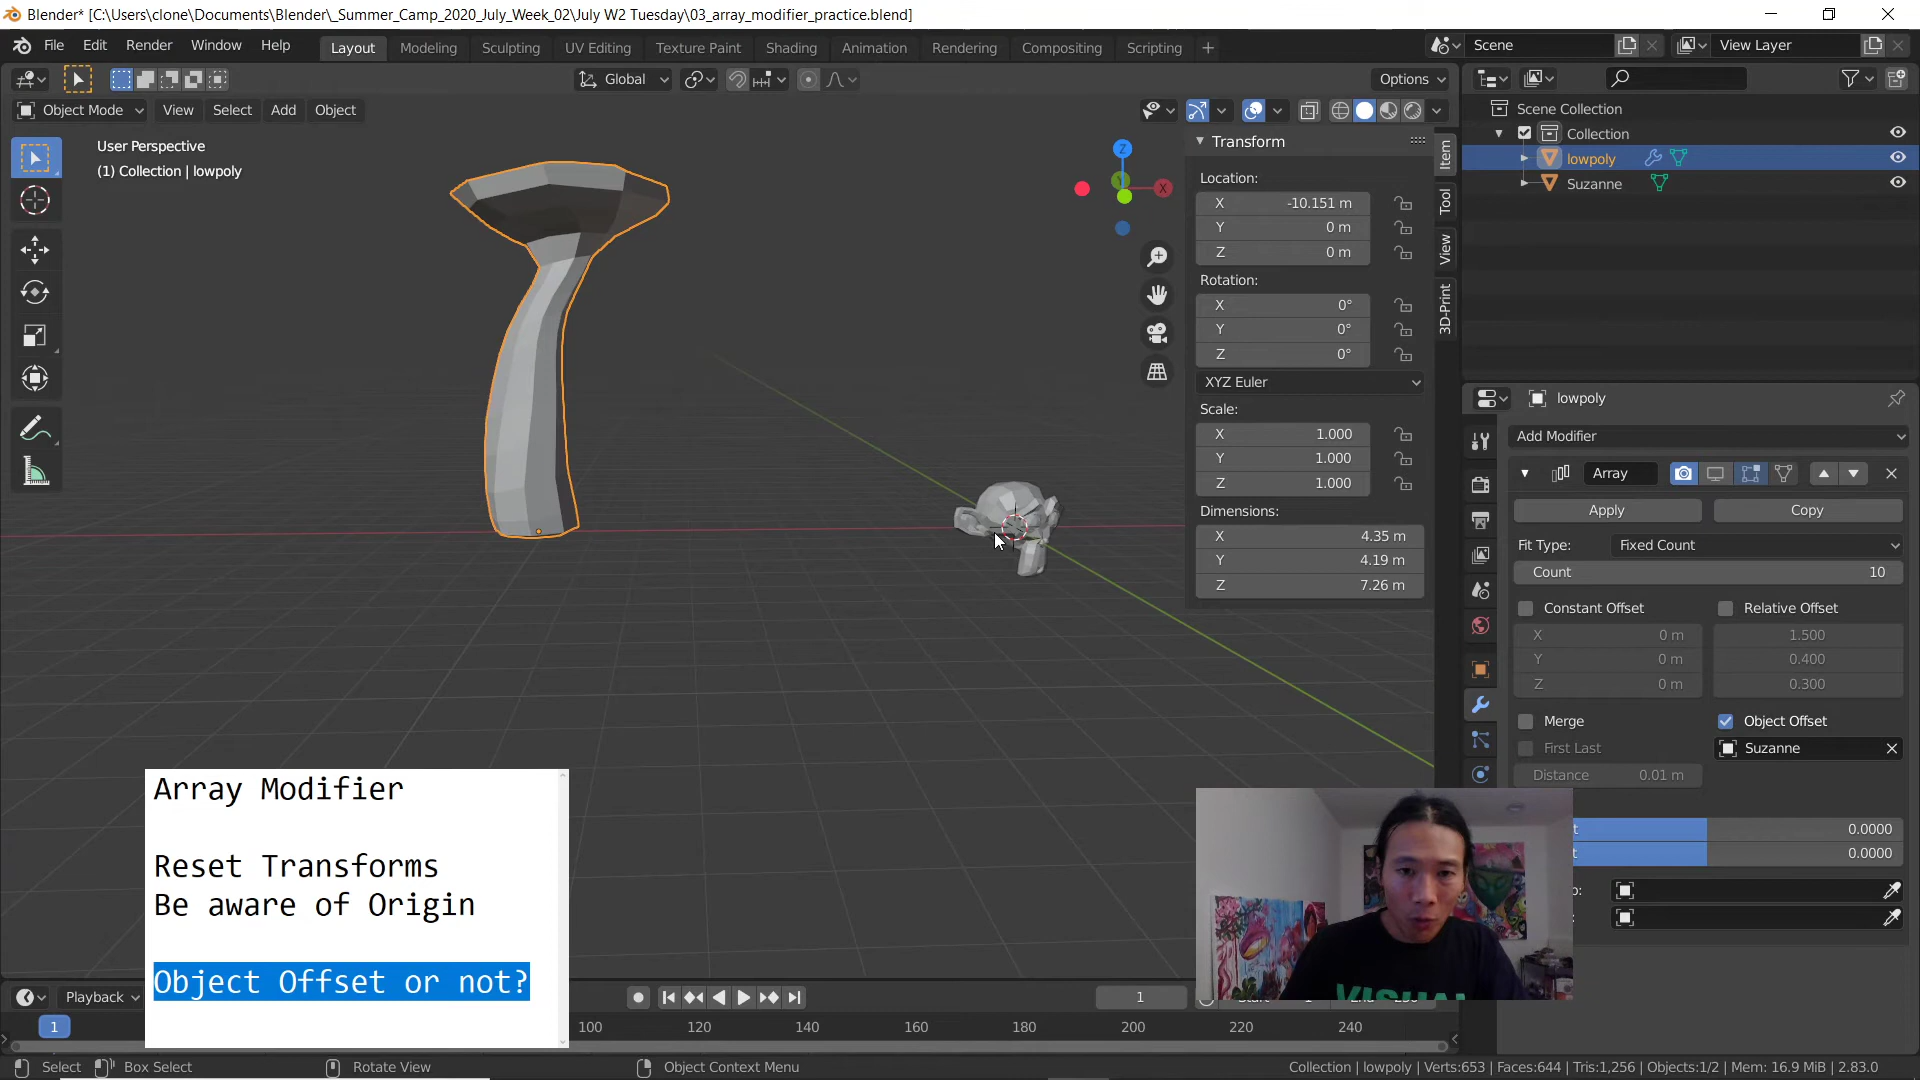 Blender* [C:\Users\clone\Documents\Blender\_Summer_Camp_2020_July_Week_02\July W2 Tuesday\03_array_modifier_practice.blend]
File Edit Render Window Help
Layout Modeling Sculpting UV Editing Texture Paint Shading Animation Rendering Compositing Scripting +
Scene
View Layer
Global
Options
Object Mode View Select Add Object
User Perspective
(1) Collection | lowpoly
Z
X
Transform
Location:
X -10.151 m
Y 0 m
Z 0 m
Rotation:
X 0°
Y 0°
Z 0°
XYZ Euler
Scale:
X 1.000
Y 1.000
Z 1.000
Dimensions:
X 4.35 m
Y 4.19 m
Z 7.26 m
Item
Tool
View
3D-Print
Scene Collection
Collection
lowpoly
Suzanne
lowpoly
Add Modifier
Array
Apply Copy
Fit Type: Fixed Count
Count 10
Constant Offset Relative Offset
X 0 m 1.500
Y 0 m 0.400
Z 0 m 0.300
Merge Object Offset
First Last Suzanne
Distance 0.01 m
t 0.0000
t 0.0000
Array Modifier
Reset Transforms
Be aware of Origin
Object Offset or not?
VISUAL
Playback
1
Start 1 End 250
1 100 120 140 160 180 200 220 240
Select Box Select Rotate View Object Context Menu
Collection | lowpoly | Verts:653 | Faces:644 | Tris:1,256 | Objects:1/2 | Mem: 16.9 MiB | 2.83.0